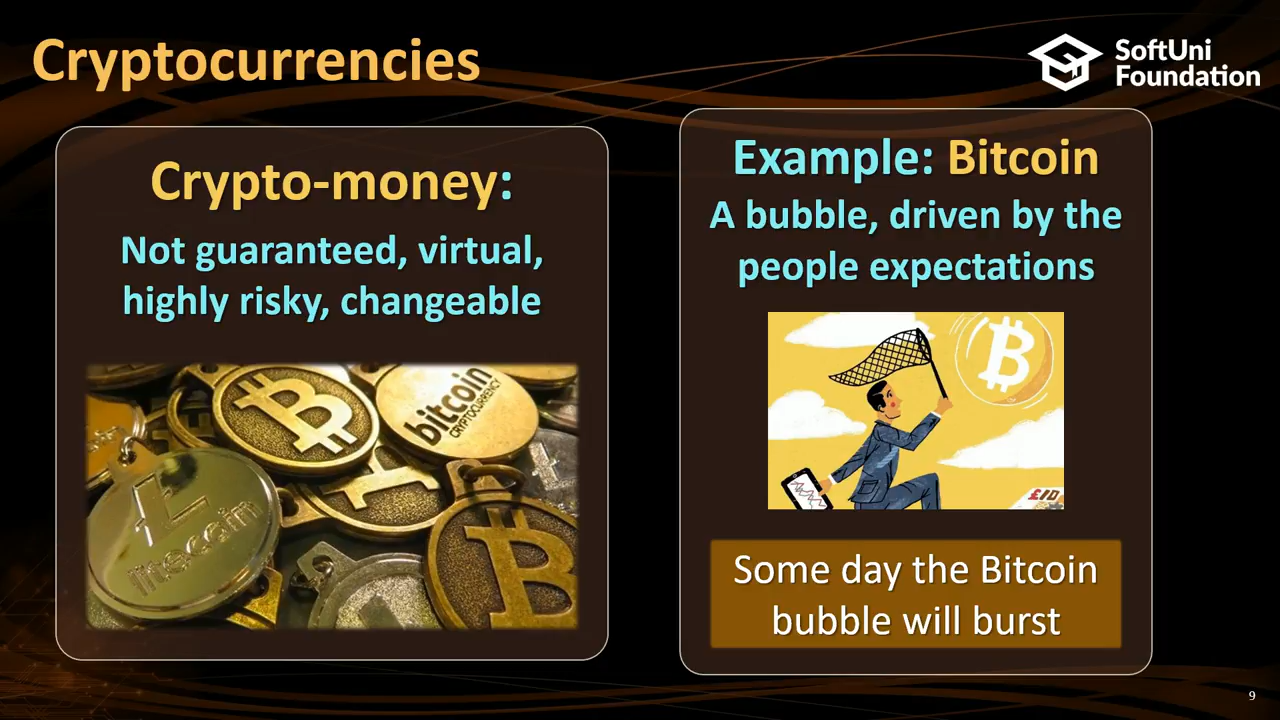 Cryptocurrencies
SoftUni
Foundation
Crypto-money:
Not guaranteed, virtual,
highly risky, changeable
bitcoin
CRYPTOCURRENCY
litecoin
Example: Bitcoin
A bubble, driven by the
people expectations
£10
Some day the Bitcoin
bubble will burst
9